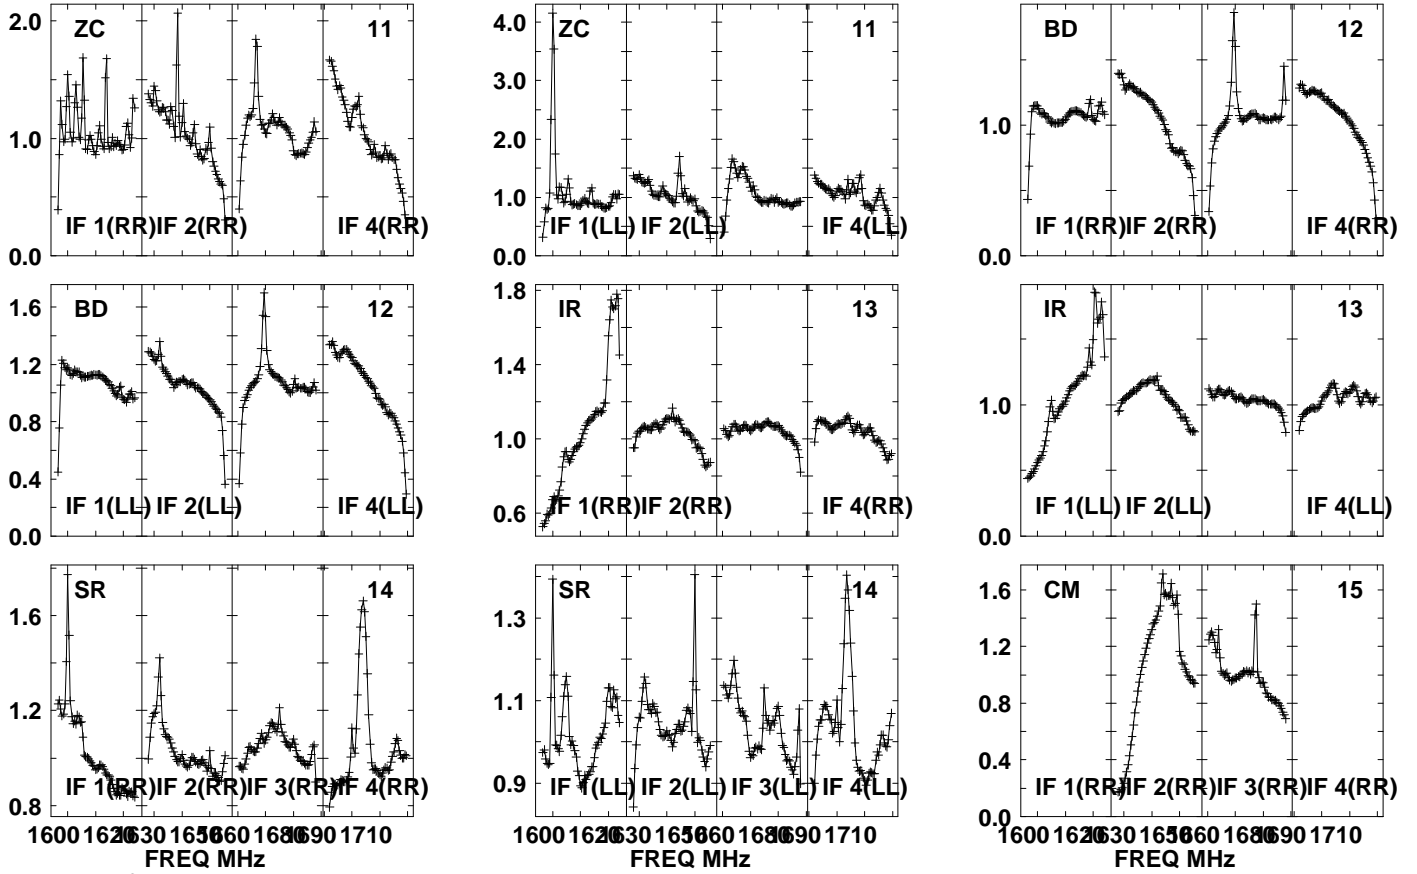 ZC 11
2.0
1.0
0.0
IF 1(RR) IF 2(RR) IF 4(RR)
ZC 11
4.0
3.0
2.0
1.0
0.0
IF 1(LL) IF 2(LL) IF 4(LL)
BD 12
1.0
0.0
IF 1(RR) IF 2(RR) IF 4(RR)
BD 12
1.6
1.2
0.8
0.4
0.0
IF 1(LL) IF 2(LL) IF 4(LL)
IR 13
1.8
1.4
1.0
0.6
IF 1(RR) IF 2(RR) IF 4(RR)
IR 13
1.0
0.0
IF 1(LL) IF 2(LL) IF 4(LL)
SR 14
1.6
1.2
0.8
IF 1(RR) IF 2(RR) IF 3(RR) IF 4(RR)
1600 1620 1630 1650 1660 1680 1690 1710
FREQ MHz
SR 14
1.3
1.1
0.9
IF 1(LL) IF 2(LL) IF 3(LL) IF 4(LL)
1600 1620 1630 1650 1660 1680 1690 1710
FREQ MHz
CM 15
1.6
1.2
0.8
0.4
0.0
IF 1(RR) IF 2(RR) IF 3(RR) IF 4(RR)
1600 1620 1630 1650 1660 1680 1690 1710
FREQ MHz